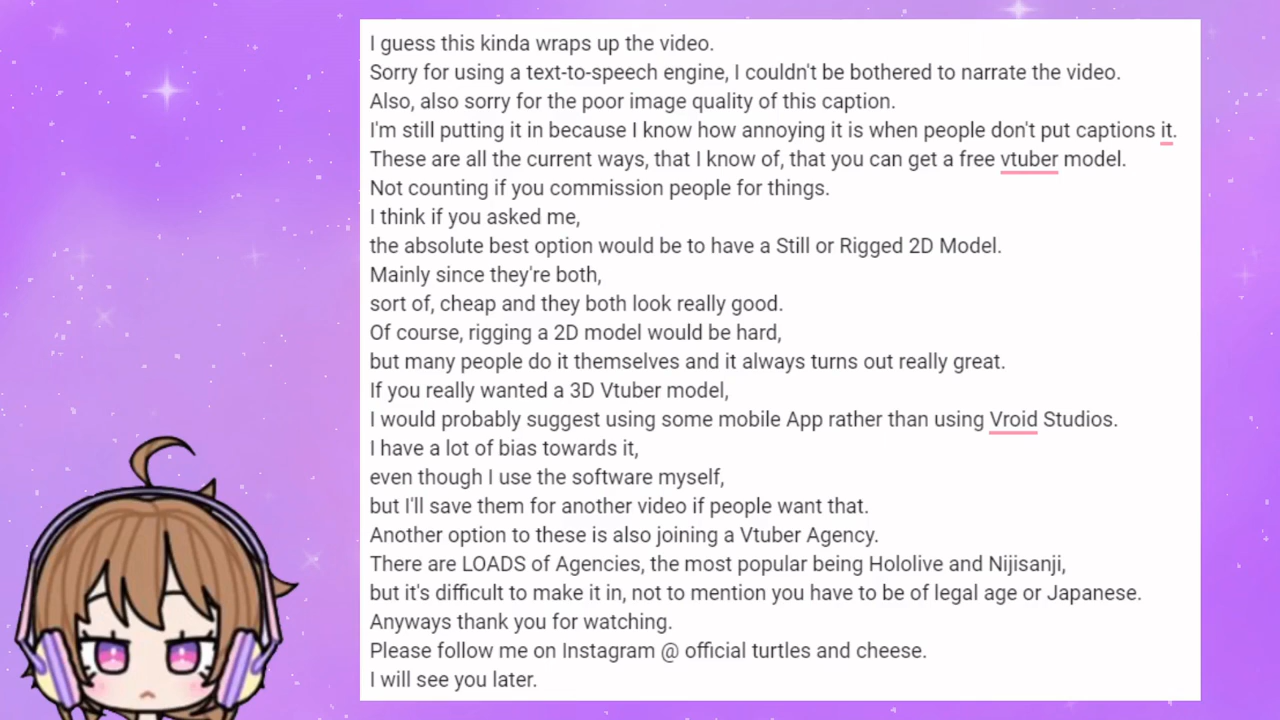 I guess this kinda wraps up the video.
Sorry for using a text-to-speech engine, I couldn't be bothered to narrate the video.
Also, also sorry for the poor image quality of this caption.
I'm still putting it in because I know how annoying it is when people don't put captions it.
These are all the current ways, that I know of, that you can get a free vtuber model.
Not counting if you commission people for things.
I think if you asked me,
the absolute best option would be to have a Still or Rigged 2D Model.
Mainly since they're both,
sort of, cheap and they both look really good.
Of course, rigging a 2D model would be hard,
but many people do it themselves and it always turns out really great.
If you really wanted a 3D Vtuber model,
I would probably suggest using some mobile App rather than using Vroid Studios.
I have a lot of bias towards it,
even though I use the software myself,
but I'll save them for another video if people want that.
Another option to these is also joining a Vtuber Agency.
There are LOADS of Agencies, the most popular being Hololive and Nijisanji,
but it's difficult to make it in, not to mention you have to be of legal age or Japanese.
Anyways thank you for watching.
Please follow me on Instagram @ official turtles and cheese.
I will see you later.